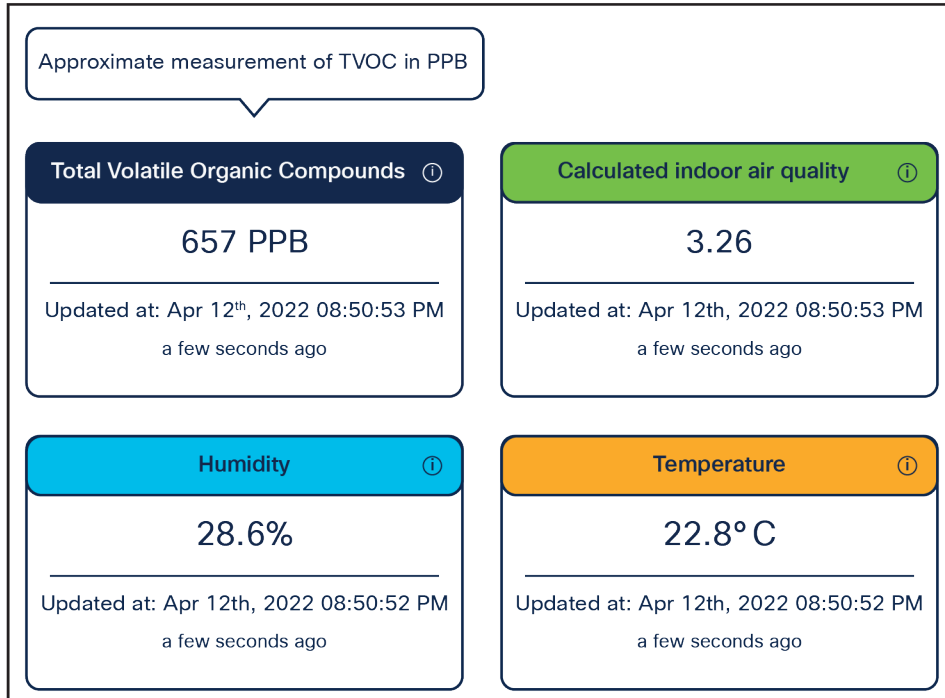 Approximate measurement of TVOC in PPB
Total Volatile Organic Compounds ⓘ
657 PPB
Updated at: Apr 12th, 2022 08:50:53 PM
a few seconds ago
Calculated indoor air quality ⓘ
3.26
Updated at: Apr 12th, 2022 08:50:53 PM
a few seconds ago
Humidity ⓘ
28.6%
Updated at: Apr 12th, 2022 08:50:52 PM
a few seconds ago
Temperature ⓘ
22.8° C
Updated at: Apr 12th, 2022 08:50:52 PM
a few seconds ago